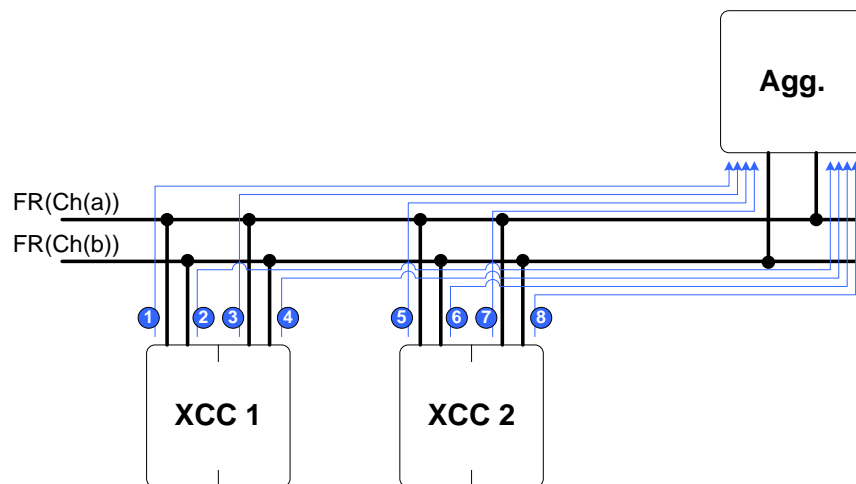 Agg.
FR(Ch(a))
FR(Ch(b))
1 2 3 4 5 6 7 8
XCC 1 XCC 2